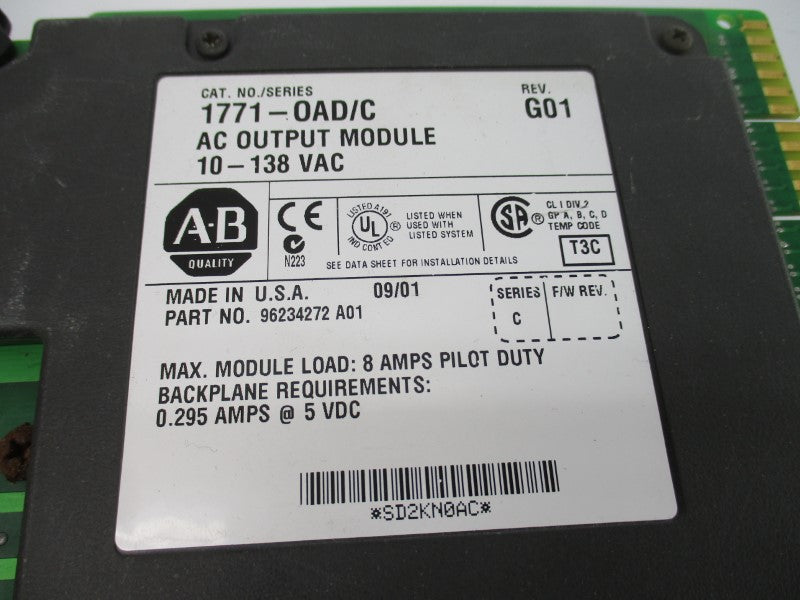 CAT. NO./SERIES
REV.
1771-OAD/C
G01
AC OUTPUT MODULE
10-138 VAC
A·B
QUALITY
CE
N223
LISTED A197
UL
®
IND CONT EQ
LISTED WHEN
USED WITH
LISTED SYSTEM
SA
®
CL I DIV 2
GP A, B, C, D
TEMP CODE
T3C
SEE DATA SHEET FOR INSTALLATION DETAILS
MADE IN U.S.A. 09/01
PART NO. 96234272 A01
SERIES
F/W REV.
C
MAX. MODULE LOAD: 8 AMPS PILOT DUTY
BACKPLANE REQUIREMENTS:
0.295 AMPS @ 5 VDC
*SD2KN0AC*